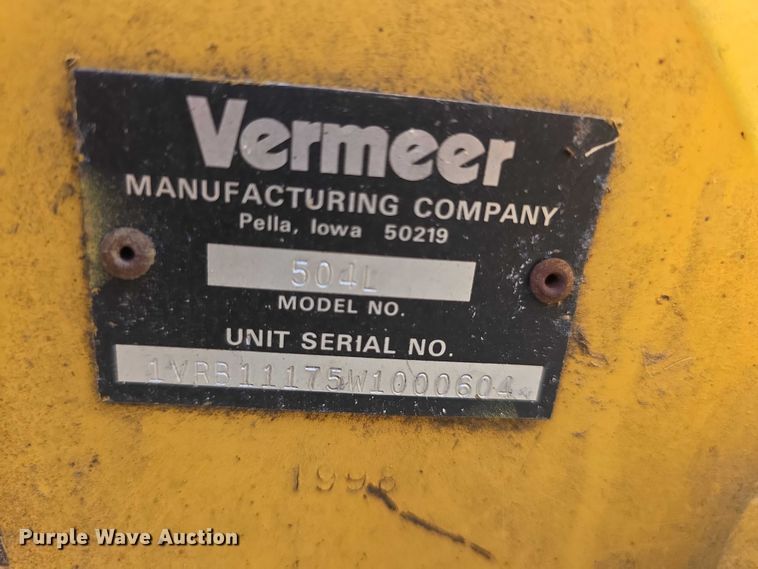 Vermeer
MANUFACTURING COMPANY
Pella, Iowa 50219
504L
MODEL NO.
UNIT SERIAL NO.
1VRB11175W1000604
1998
Purple Wave Auction